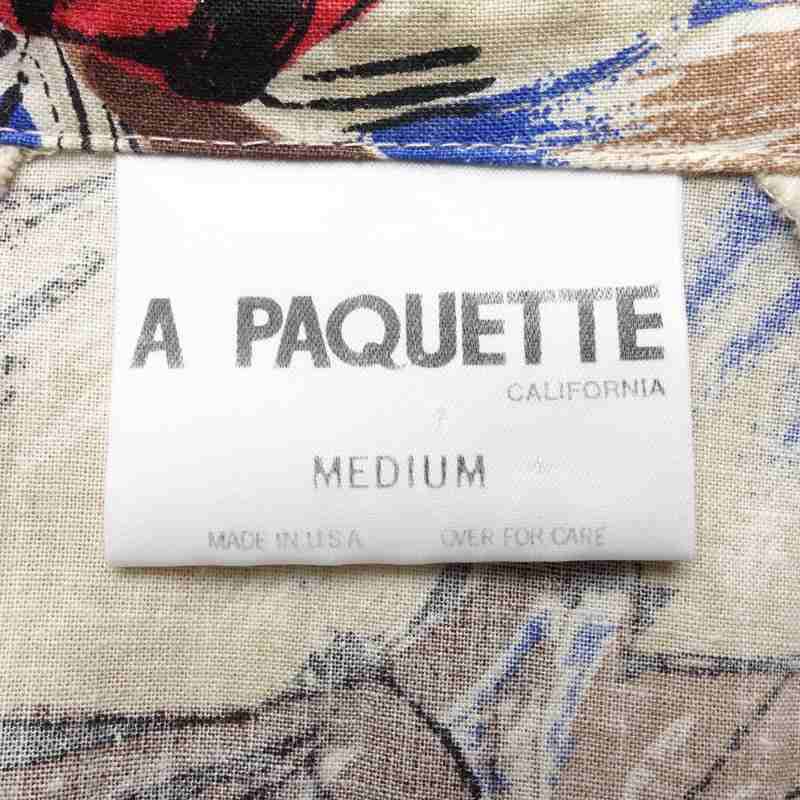 A PAQUETTE
CALIFORNIA
MEDIUM
MADE IN U.S.A. OVER FOR CARE